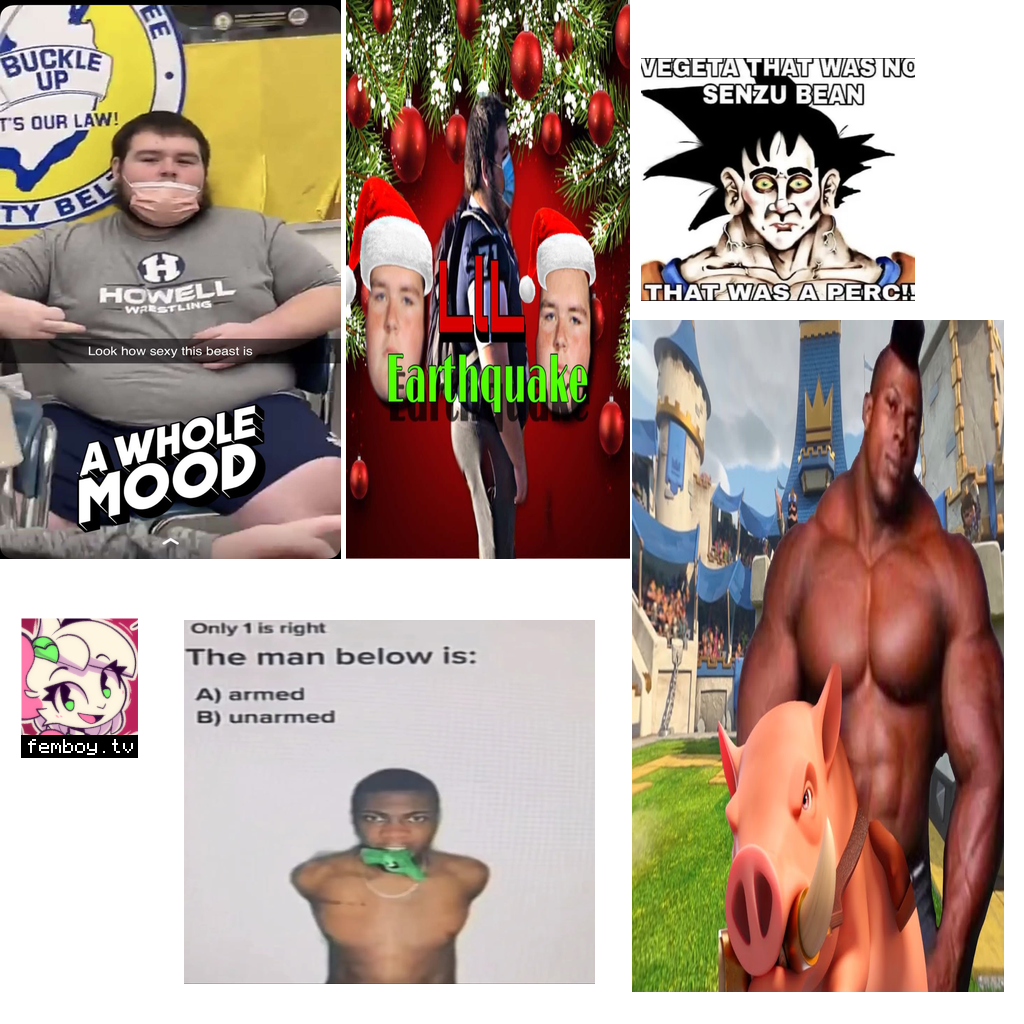 EE
BUCKLE
UP
T'S OUR LAW!
TY BEL
H
HOWELL
WRESTLING
Look how sexy this beast is
A WHOLE
MOOD
71
LIL
Earthquake
VEGETA THAT WAS NO
SENZU BEAN
THAT WAS A PERC!!
femboy.tv
Only 1 is right
The man below is:
A) armed
B) unarmed